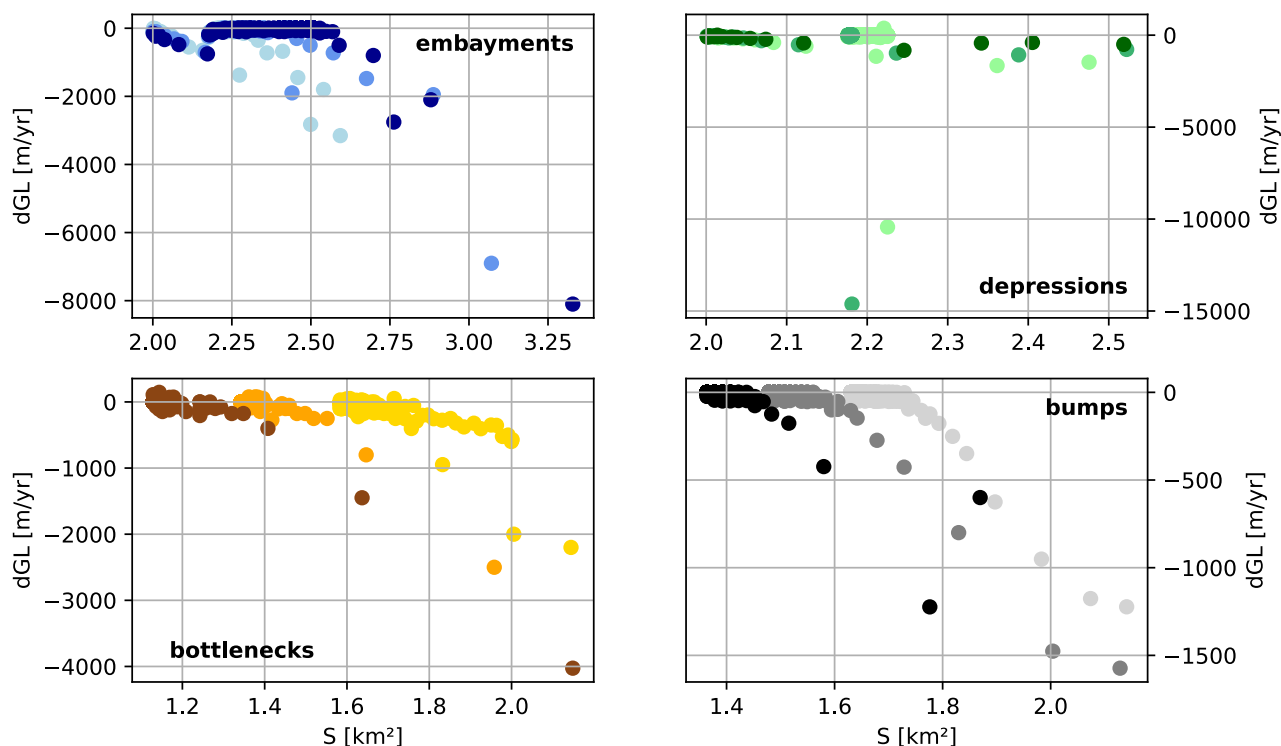 0
−2000
−4000
−6000
−8000
dGL [m/yr]
embayments
2.00 2.25 2.50 2.75 3.00 3.25
0
−5000
−10000
−15000
dGL [m/yr]
depressions
2.0 2.1 2.2 2.3 2.4 2.5
0
−1000
−2000
−3000
−4000
dGL [m/yr]
bottlenecks
1.2 1.4 1.6 1.8 2.0
S [km²]
0
−500
−1000
−1500
dGL [m/yr]
bumps
1.4 1.6 1.8 2.0
S [km²]